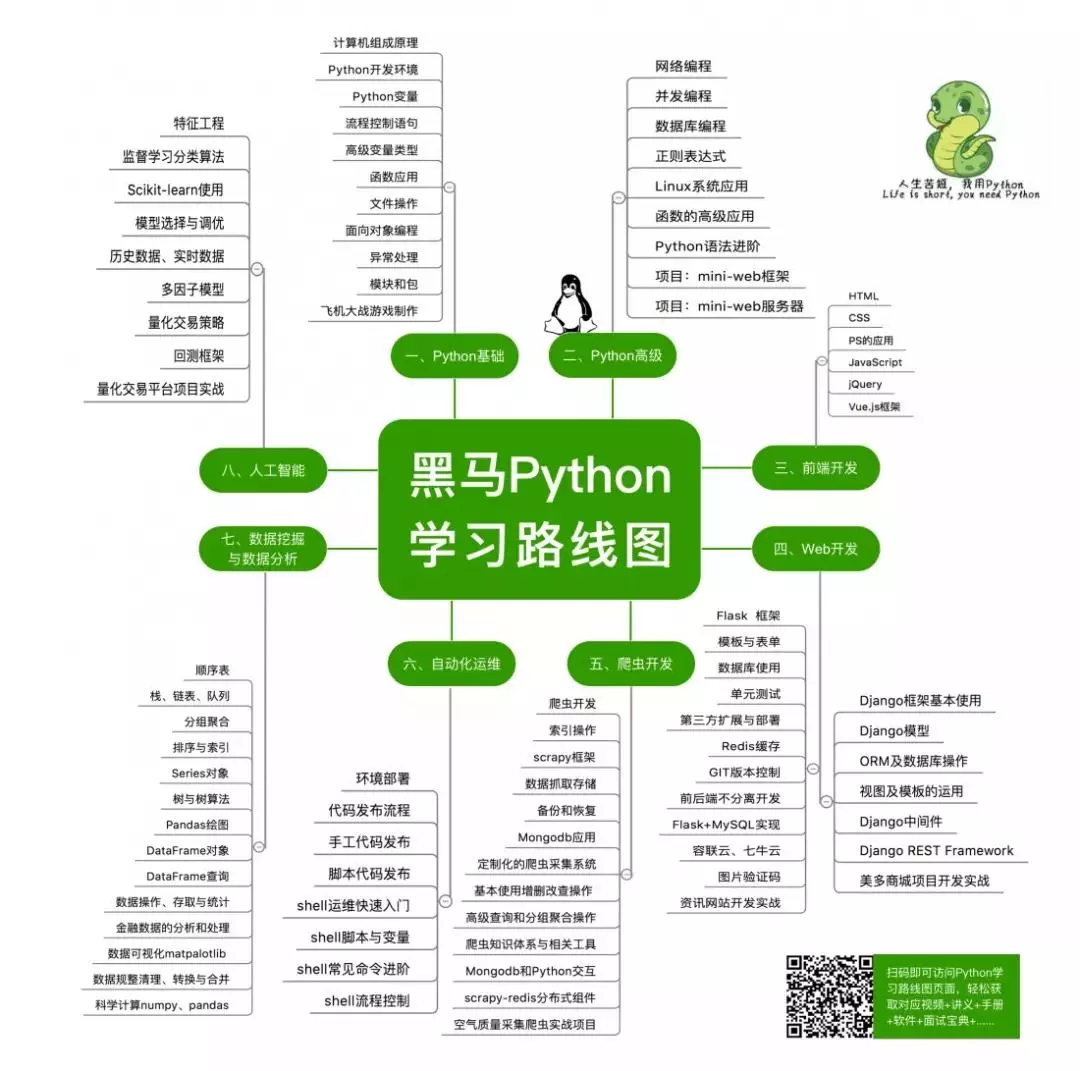 黑马Python
学习路线图
一、Python基础
计算机组成原理
Python开发环境
Python变量
流程控制语句
高级变量类型
函数应用
文件操作
面向对象编程
异常处理
模块和包
飞机大战游戏制作
二、Python高级
网络编程
并发编程
数据库编程
正则表达式
Linux系统应用
函数的高级应用
Python语法进阶
项目：mini-web框架
项目：mini-web服务器
人生苦短，我用Python
Life is short, you need Python
三、前端开发
HTML
CSS
PS的应用
JavaScript
jQuery
Vue.js框架
四、Web开发
Flask 框架
模板与表单
数据库使用
单元测试
第三方扩展与部署
Redis缓存
GIT版本控制
前后端不分离开发
Flask+MySQL实现
容联云、七牛云
图片验证码
资讯网站开发实战
Django框架基本使用
Django模型
ORM及数据库操作
视图及模板的运用
Django中间件
Django REST Framework
美多商城项目开发实战
五、爬虫开发
爬虫开发
索引操作
scrapy框架
数据抓取存储
备份和恢复
Mongodb应用
定制化的爬虫采集系统
基本使用增删改查操作
高级查询和分组聚合操作
爬虫知识体系与相关工具
Mongodb和Python交互
scrapy-redis分布式组件
空气质量采集爬虫实战项目
六、自动化运维
环境部署
代码发布流程
手工代码发布
脚本代码发布
shell运维快速入门
shell脚本与变量
shell常见命令进阶
shell流程控制
七、数据挖掘
与数据分析
顺序表
栈、链表、队列
分组聚合
排序与索引
Series对象
树与树算法
Pandas绘图
DataFrame对象
DataFrame查询
数据操作、存取与统计
金融数据的分析和处理
数据可视化matpalotlib
数据规整清理、转换与合并
科学计算numpy、pandas
八、人工智能
特征工程
监督学习分类算法
Scikit-learn使用
模型选择与调优
历史数据、实时数据
多因子模型
量化交易策略
回测框架
量化交易平台项目实战
扫码即可访问Python学
习路线图页面，轻松获
取对应视频+讲义+手册
+软件+面试宝典+......